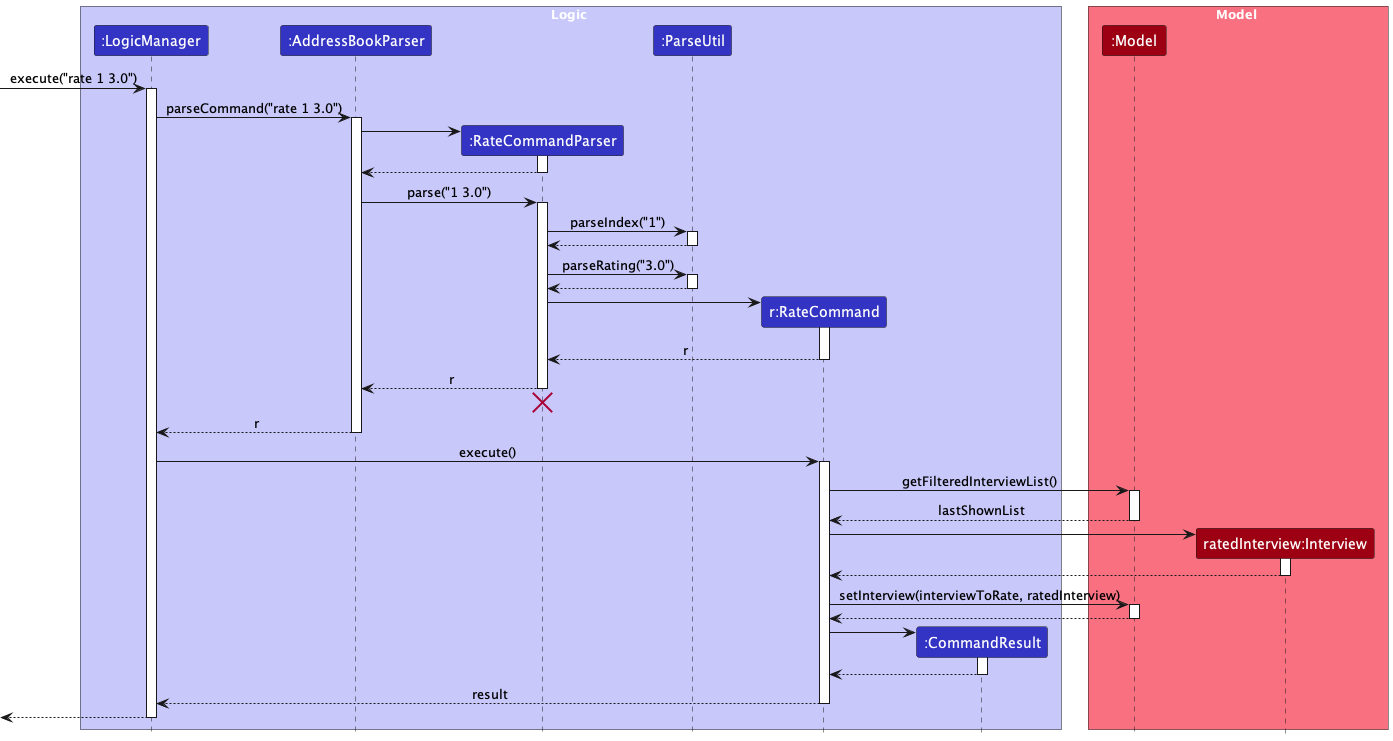 Logic
Model
:LogicManager
:AddressBookParser
:ParseUtil
:Model
execute("rate 1 3.0")
parseCommand("rate 1 3.0")
:RateCommandParser
parse("1 3.0")
parseIndex("1")
parseRating("3.0")
r:RateCommand
r
r
r
execute()
getFilteredInterviewList()
lastShownList
ratedInterview:Interview
setInterview(interviewToRate, ratedInterview)
:CommandResult
result